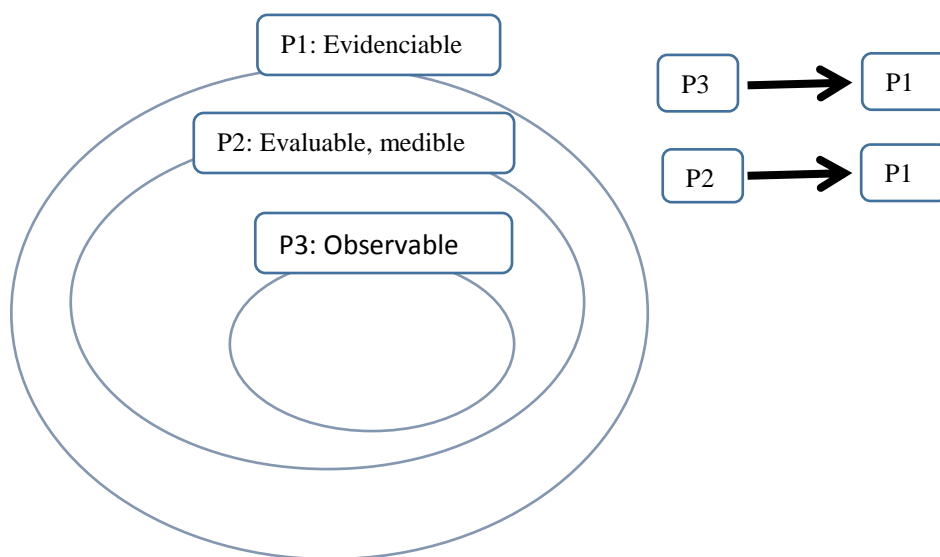 P1: Evidenciable
P2: Evaluable, medible
P3: Observable
P3
P1
P2
P1